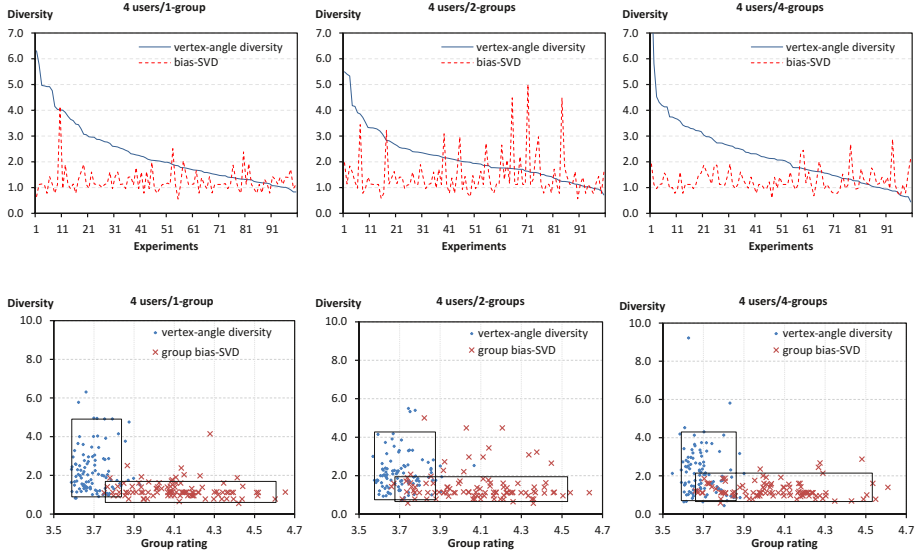 Diversity
4 users/1-group
7.0
6.0
5.0
4.0
3.0
2.0
1.0
0.0
vertex-angle diversity
bias-SVD
1 11 21 31 41 51 61 71 81 91
Experiments
Diversity
4 users/2-groups
7.0
6.0
5.0
4.0
3.0
2.0
1.0
0.0
vertex-angle diversity
bias-SVD
1 11 21 31 41 51 61 71 81 91
Experiments
Diversity
4 users/4-groups
7.0
6.0
5.0
4.0
3.0
2.0
1.0
0.0
vertex-angle diversity
bias-SVD
1 11 21 31 41 51 61 71 81 91
Experiments
Diversity
4 users/1-group
10.0
8.0
6.0
4.0
2.0
0.0
vertex-angle diversity
group bias-SVD
3.5 3.7 3.9 4.1 4.3 4.5 4.7
Group rating
Diversity
4 users/2-groups
10.0
8.0
6.0
4.0
2.0
0.0
vertex-angle diversity
group bias-SVD
3.5 3.7 3.9 4.1 4.3 4.5 4.7
Group rating
Diversity
4 users/4-groups
10.0
8.0
6.0
4.0
2.0
0.0
vertex-angle diversity
group bias-SVD
3.5 3.7 3.9 4.1 4.3 4.5 4.7
Group rating